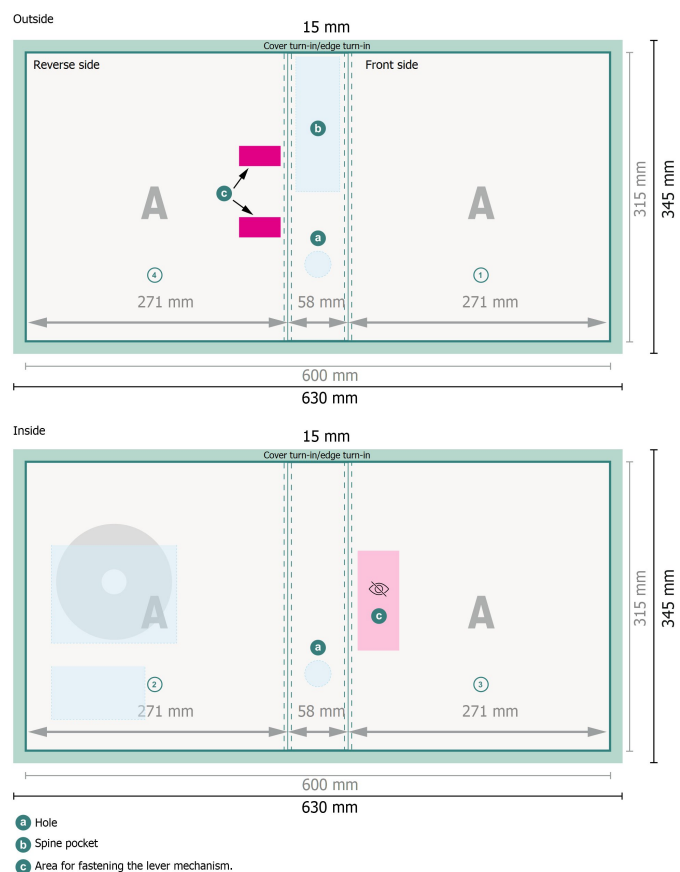 Outside
15 mm
Cover turn-in/edge turn-in
Reverse side
Front side
b
c
A
A
a
4
1
271 mm
58 mm
271 mm
315 mm
345 mm
600 mm
630 mm
Inside
15 mm
Cover turn-in/edge turn-in
c
A
A
a
2
3
271 mm
58 mm
271 mm
315 mm
345 mm
600 mm
630 mm
a Hole
b Spine pocket
c Area for fastening the lever mechanism.